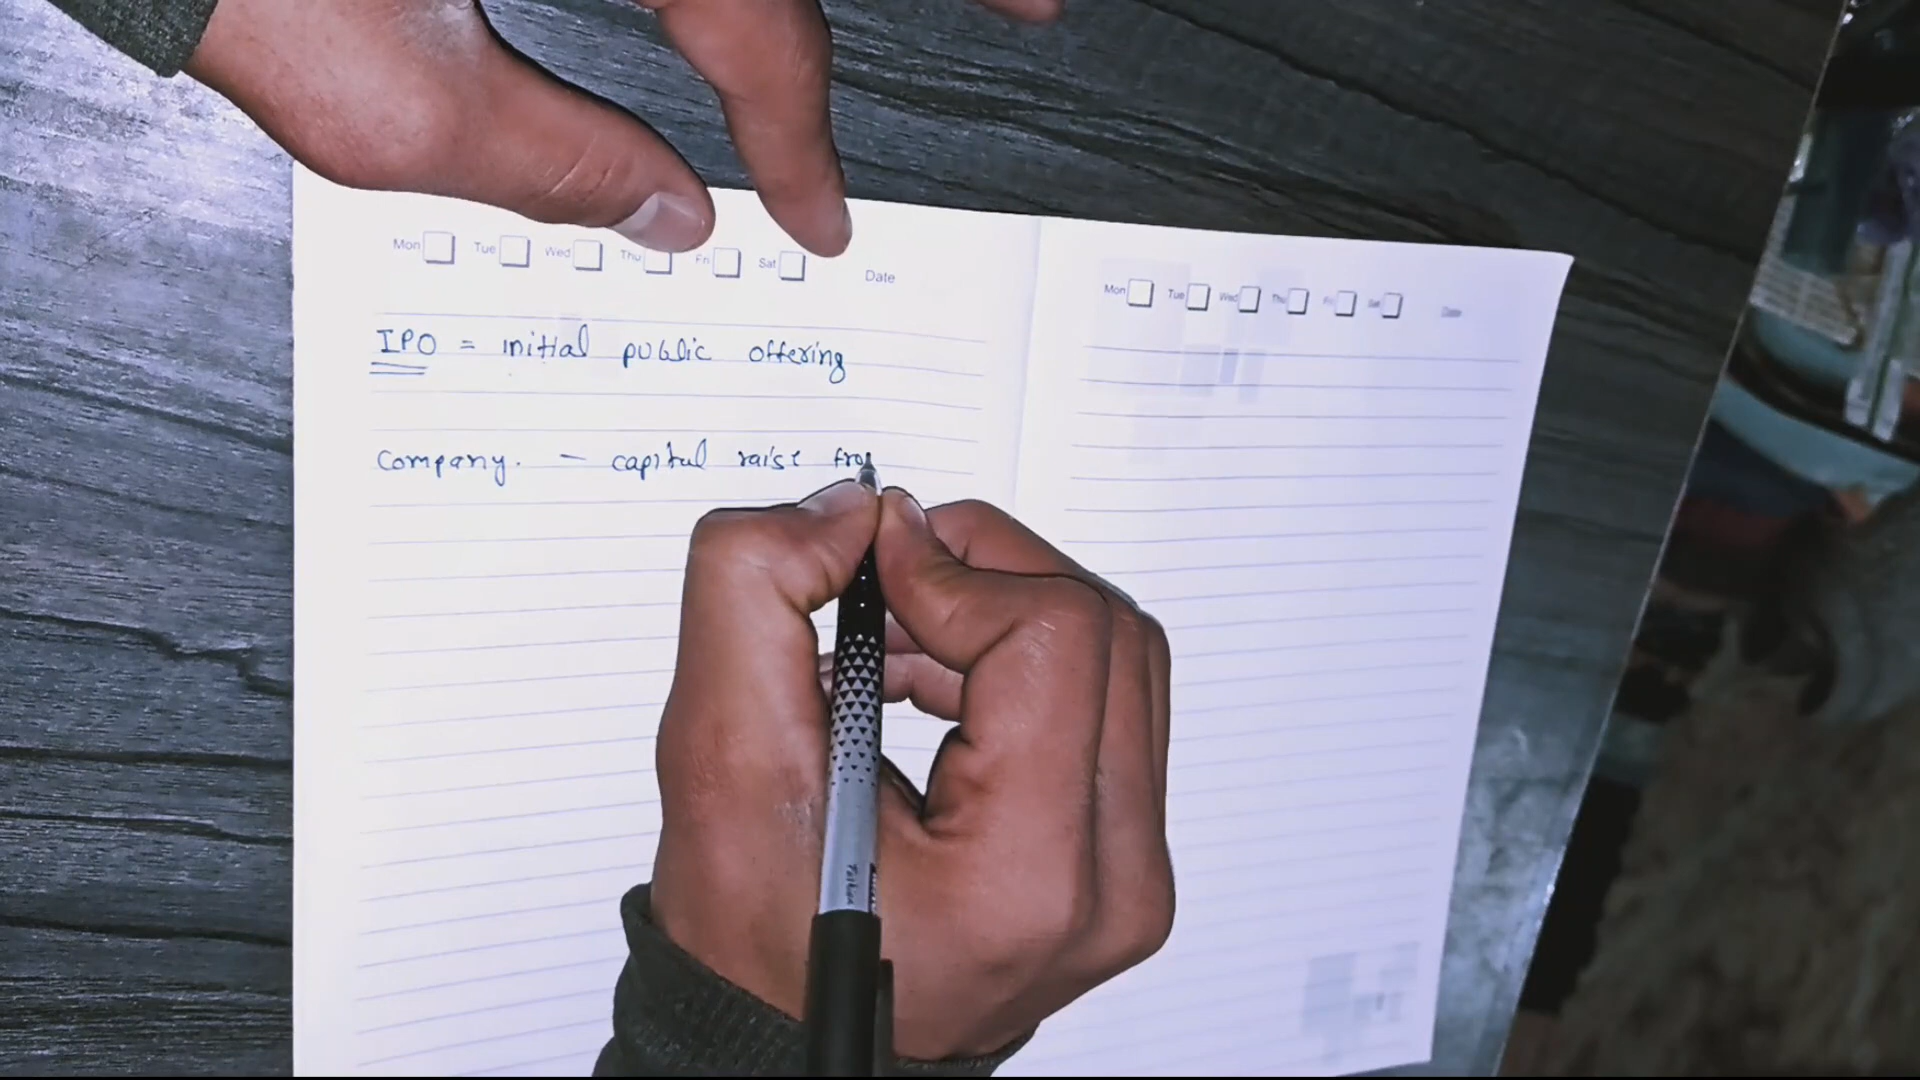 Mon Tue Wed Thu Fri Sat Date
IPO = initial public offering
Company. - capital raise from
Mon Tue Wed Thu Sat Date